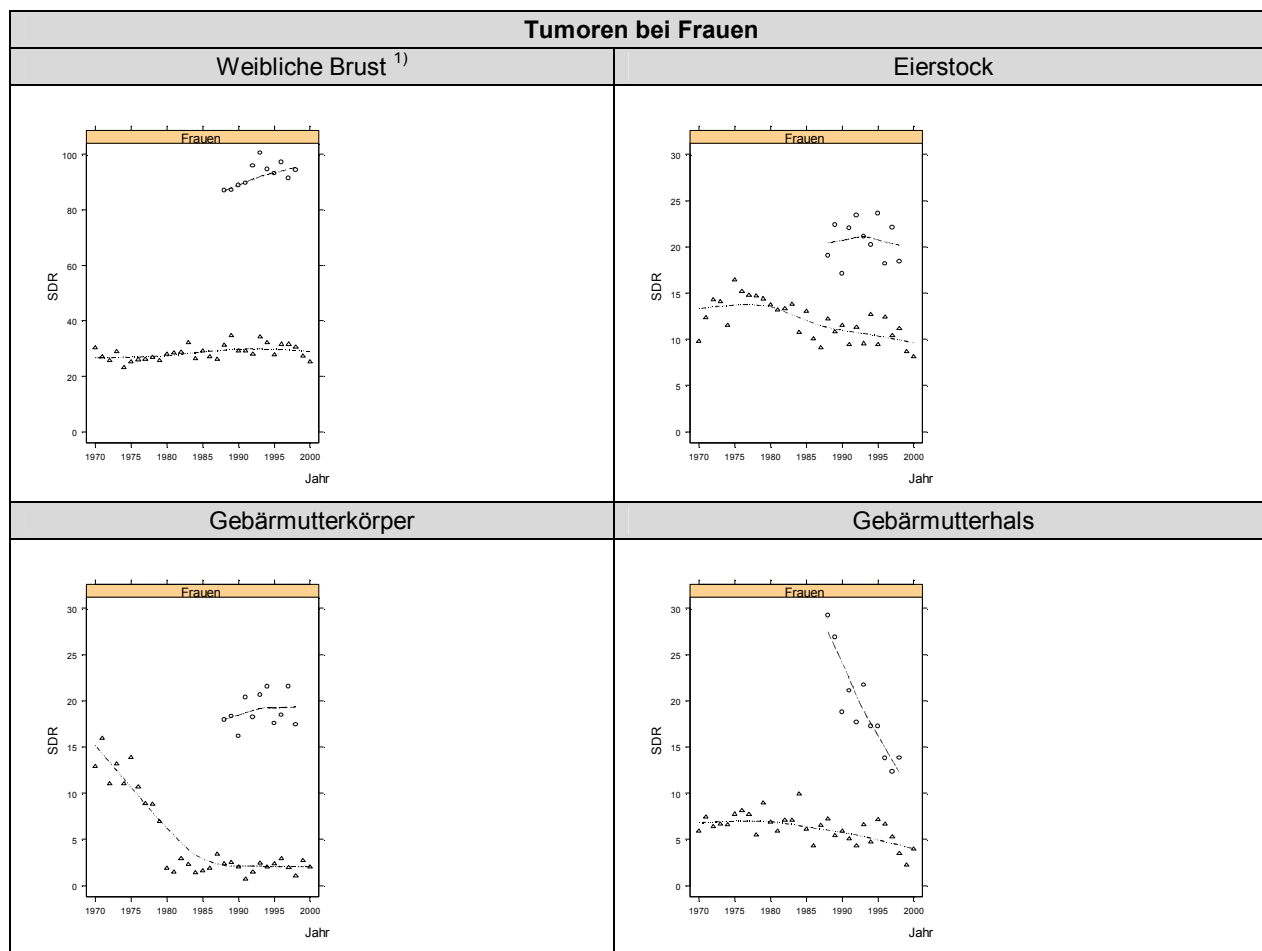 Tumoren bei Frauen
Weibliche Brust 1)
Eierstock
Frauen
100
80
60
40
20
0
SDR
1970 1975 1980 1985 1990 1995 2000
Jahr
Frauen
30
25
20
15
10
5
0
SDR
1970 1975 1980 1985 1990 1995 2000
Jahr
Gebärmutterkörper
Gebärmutterhals
Frauen
30
25
20
15
10
5
0
SDR
1970 1975 1980 1985 1990 1995 2000
Jahr
Frauen
30
25
20
15
10
5
0
SDR
1970 1975 1980 1985 1990 1995 2000
Jahr